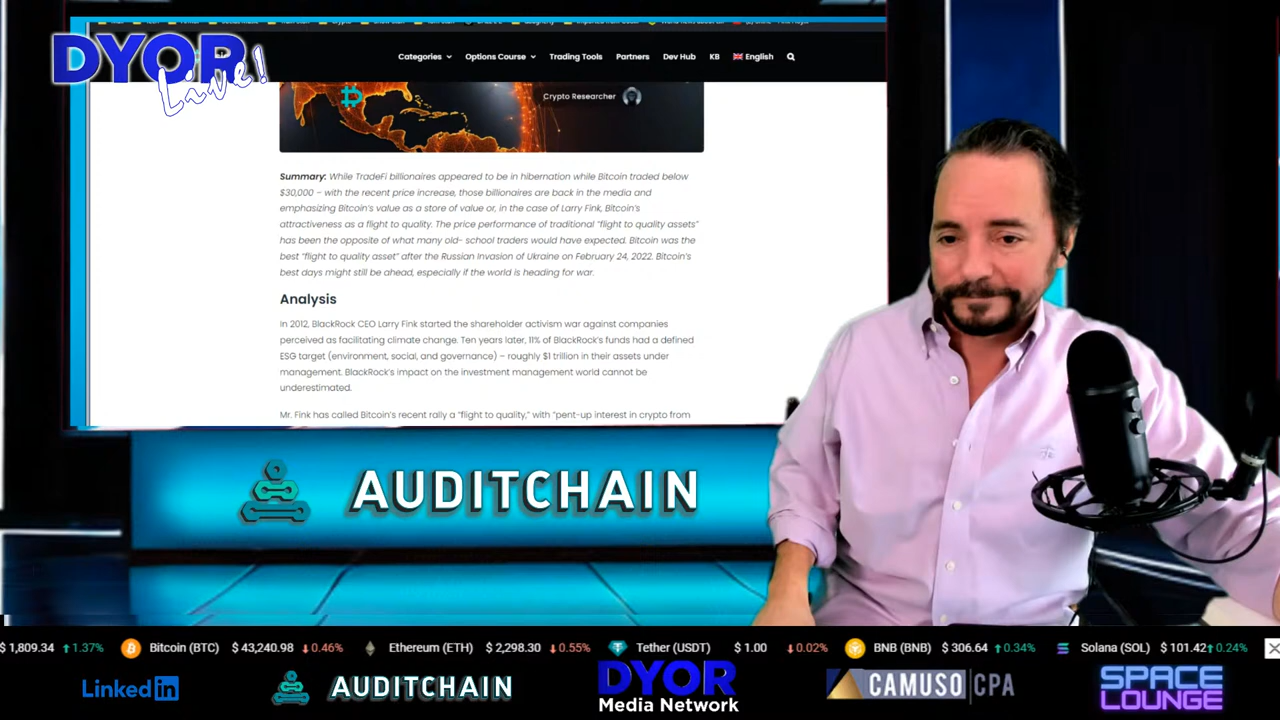 DYOR
Live!
Categories Options Course Trading Tools Partners Dev Hub KB English
Crypto Researcher
Summary: While TradeFi billionaires appeared to be in hibernation while Bitcoin traded below
$30,000 – with the recent price increase, those billionaires are back in the media and
emphasizing Bitcoin's value as a store of value or, in the case of Larry Fink, Bitcoin's
attractiveness as a flight to quality. The price performance of traditional "flight to quality assets"
has been the opposite of what many old- school traders would have expected. Bitcoin was the
best "flight to quality asset" after the Russian Invasion of Ukraine on February 24, 2022. Bitcoin's
best days might still be ahead, especially if the world is heading for war.
Analysis
In 2012, BlackRock CEO Larry Fink started the shareholder activism war against companies
perceived as facilitating climate change. Ten years later, 11% of BlackRock's funds had a defined
ESG target (environment, social, and governance) – roughly $1 trillion in their assets under
management. BlackRock's impact on the investment management world cannot be
underestimated.
Mr. Fink has called Bitcoin's recent rally a "flight to quality," with "pent-up interest in crypto from
AUDITCHAIN
$ 1,809.34 ↑ 1.37% Bitcoin (BTC) $ 43,240.98 ↓ 0.46% Ethereum (ETH) $ 2,298.30 ↓ 0.55% Tether (USDT) $ 1.00 ↓ 0.02% BNB (BNB) $ 306.64 ↑ 0.34% Solana (SOL) $ 101.42 ↑ 0.24%
LinkedIn AUDITCHAIN DYOR Media Network CAMUSO CPA SPACE LOUNGE